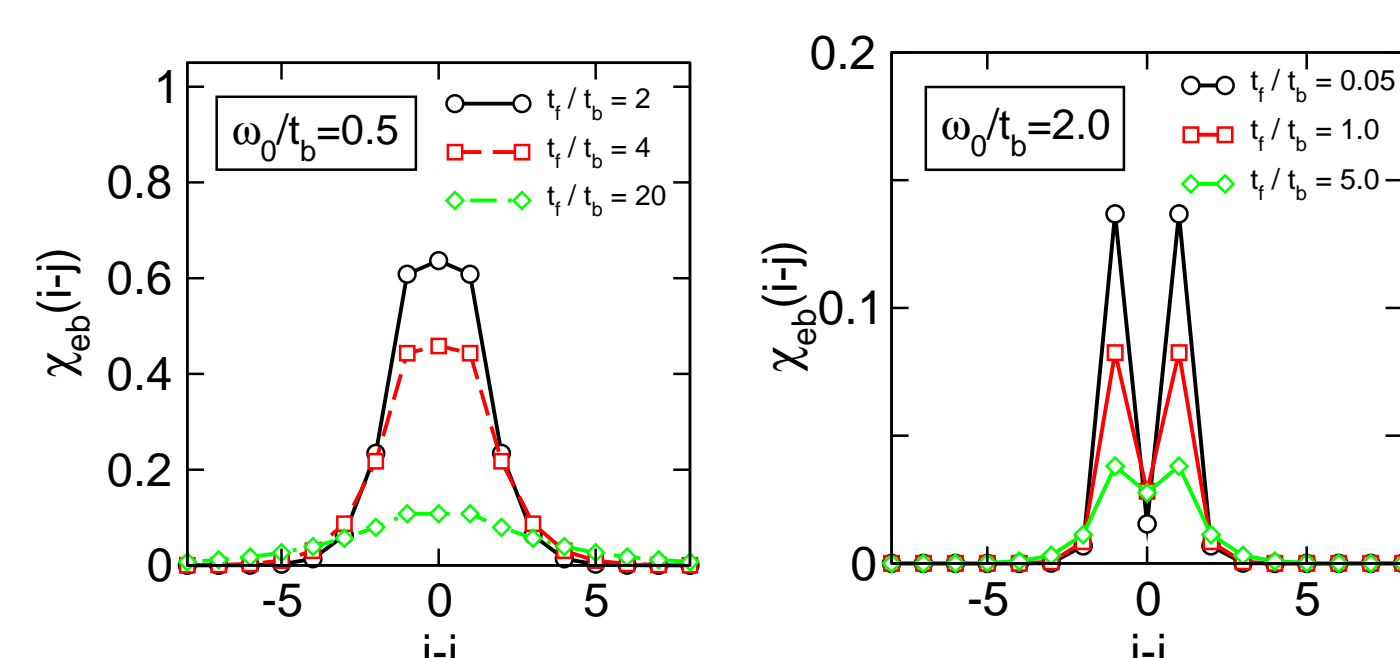 1
0.8
0.6
0.4
0.2
0
-5
0
5
χeb(i-j)
ω0/tb=0.5
tf / tb = 2
tf / tb = 4
tf / tb = 20
0.2
0.1
0
-5
0
5
χeb(i-j)
ω0/tb=2.0
tf / tb = 0.05
tf / tb = 1.0
tf / tb = 5.0